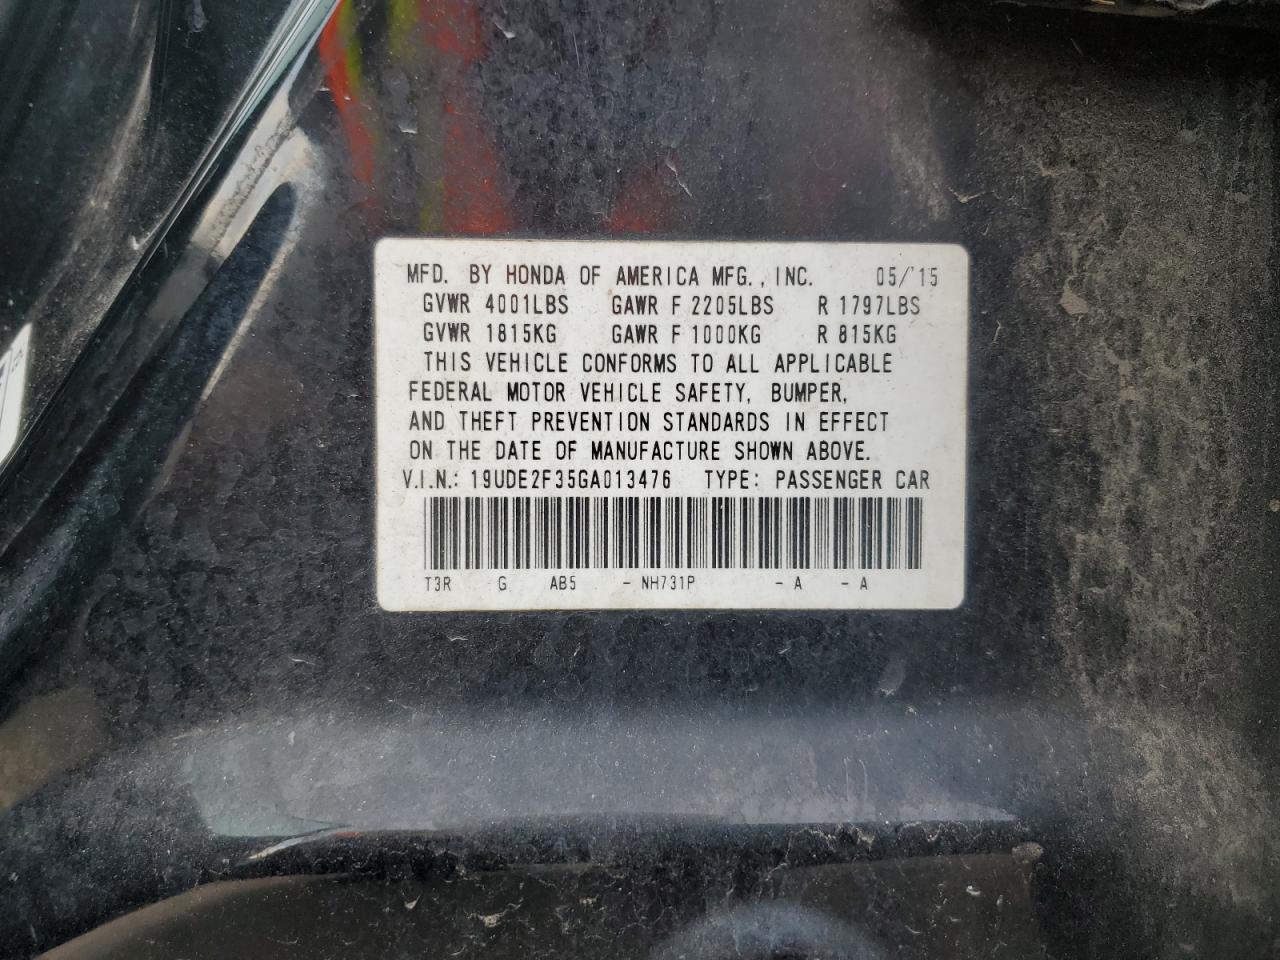 MFD. BY HONDA OF AMERICA MFG., INC. 05/'15
GVWR 4001LBS GAWR F 2205LBS R 1797LBS
GVWR 1815KG GAWR F 1000KG R 815KG
THIS VEHICLE CONFORMS TO ALL APPLICABLE
FEDERAL MOTOR VEHICLE SAFETY, BUMPER,
AND THEFT PREVENTION STANDARDS IN EFFECT
ON THE DATE OF MANUFACTURE SHOWN ABOVE.
V.I.N.: 19UDE2F35GA013476 TYPE: PASSENGER CAR
T3R G AB5 - NH731P - A - A